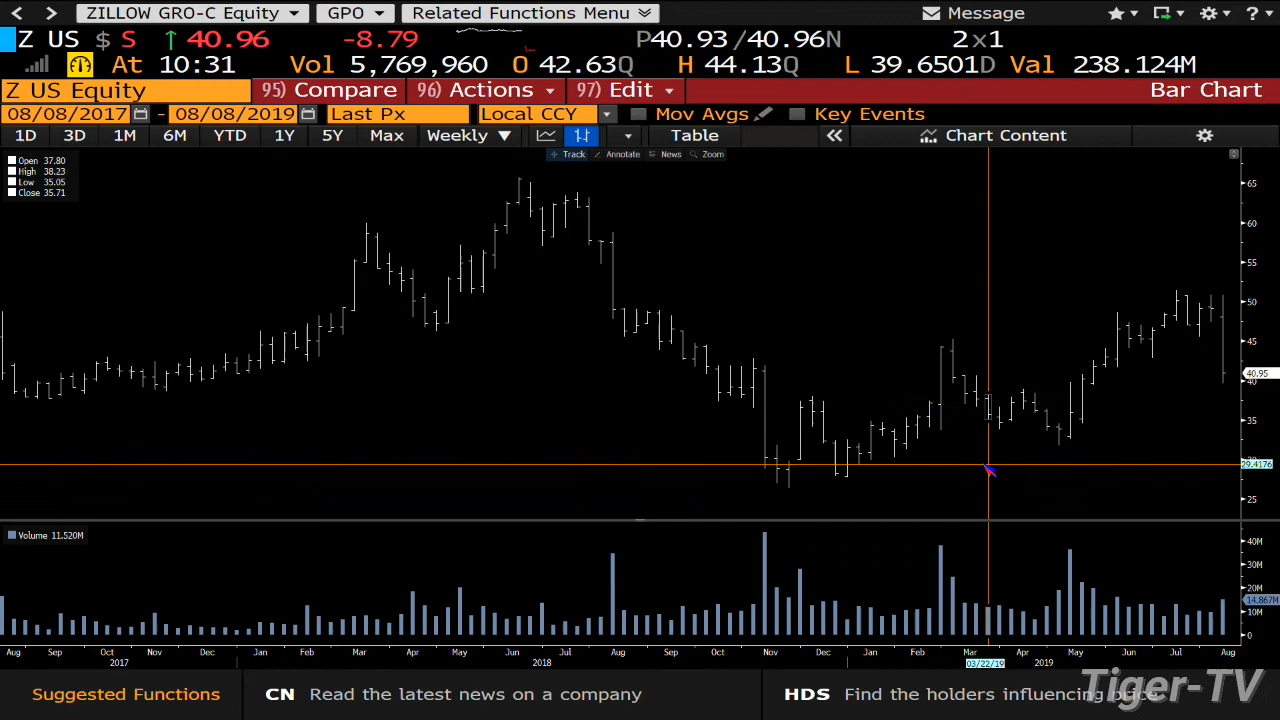 ZILLOW GRO-C Equity GPO Related Functions Menu Message ?
Z US $ S ↑ 40.96 -8.79 P40.93/40.96N 2x1
At 10:31 Vol 5,769,960 O 42.63Q H 44.13Q L 39.6501D Val 238.124M
Z US Equity 95) Compare 96) Actions 97) Edit Bar Chart
08/08/2017 - 08/08/2019 Last Px Local CCY Mov Avgs Key Events
1D 3D 1M 6M YTD 1Y 5Y Max Weekly Table Chart Content
Track Annotate News Zoom
Open 37.80
High 38.23
Low 35.05
Close 35.71
65
60
55
50
45
40.95
40
35
30
29.4176
25
Volume 11.520M
40M
30M
20M
14.867M
10M
0
Aug Sep Oct Nov Dec Jan Feb Mar Apr May Jun Jul Aug Sep Oct Nov Dec Jan Feb Mar Apr May Jun Jul Aug
2017 2018 03/22/19 2019
Suggested Functions CN Read the latest news on a company HDS Find the holders influencing price
Tiger-TV